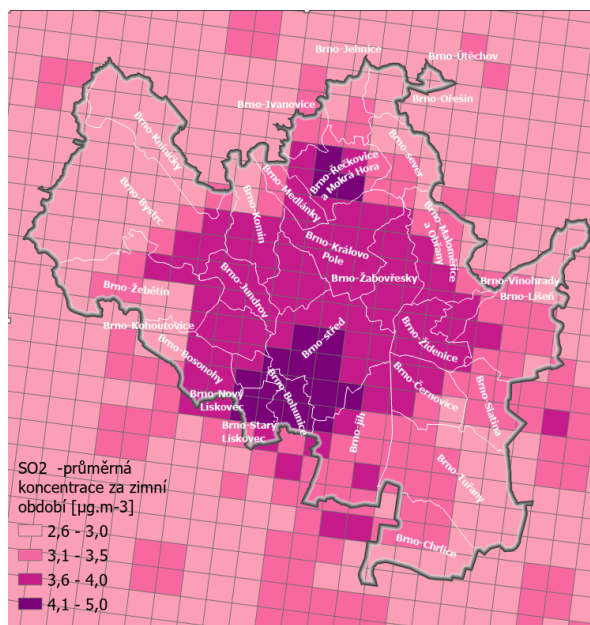 Brno-Jehnice
Brno-Útěchov
Brno-Ořešín
Brno-Ivanovice
Brno-sever
Brno-Řečkovice
a Mokrá Hora
Brno-Kníničky
Brno-Medlánky
Brno-Bystrc
Brno-Komín
Brno-Maloměřice
a Obřany
Brno-Královo
Pole
Brno-Žabovřesky
Brno-Vinohrady
Brno-Líšeň
Brno-Žebětín
Brno-Jundrov
Brno-Kohoutovice
Brno-střed
Brno-Židenice
Brno-Bosonohy
Brno-Černovice
Brno-Slatina
Brno-Nový
Lískovec
Brno-Bohunice
Brno-Starý
Lískovec
Brno-jih
Brno-Tuřany
Brno-Chrlice
SO2 -průměrná
koncentrace za zimní
období [µg.m-3]
2,6 - 3,0
3,1 - 3,5
3,6 - 4,0
4,1 - 5,0